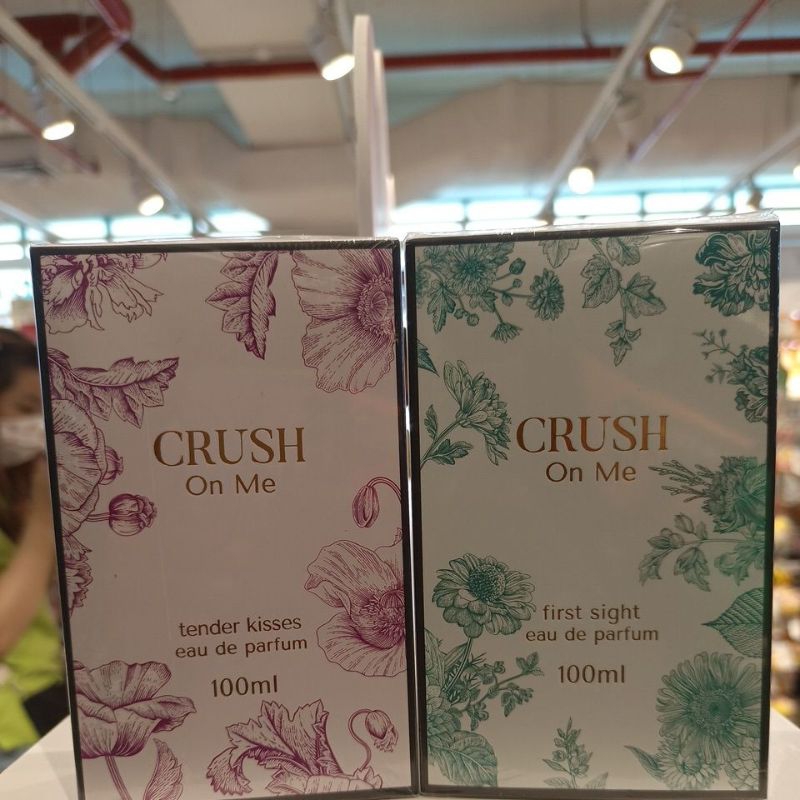 CRUSH
On Me
tender kisses
eau de parfum
100ml
CRUSH
On Me
first sight
eau de parfum
100ml